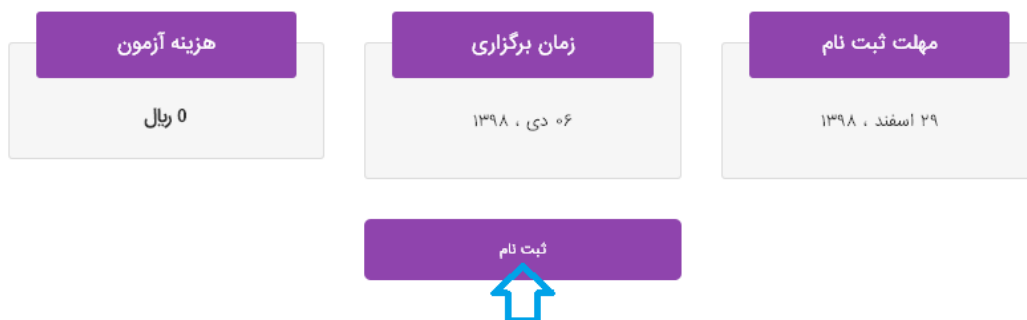 مهلت ثبت نام
۲۹ اسفند ، ۱۳۹۸
زمان برگزاری
۰۶ دی ، ۱۳۹۸
هزینه آزمون
0 ریال
ثبت نام